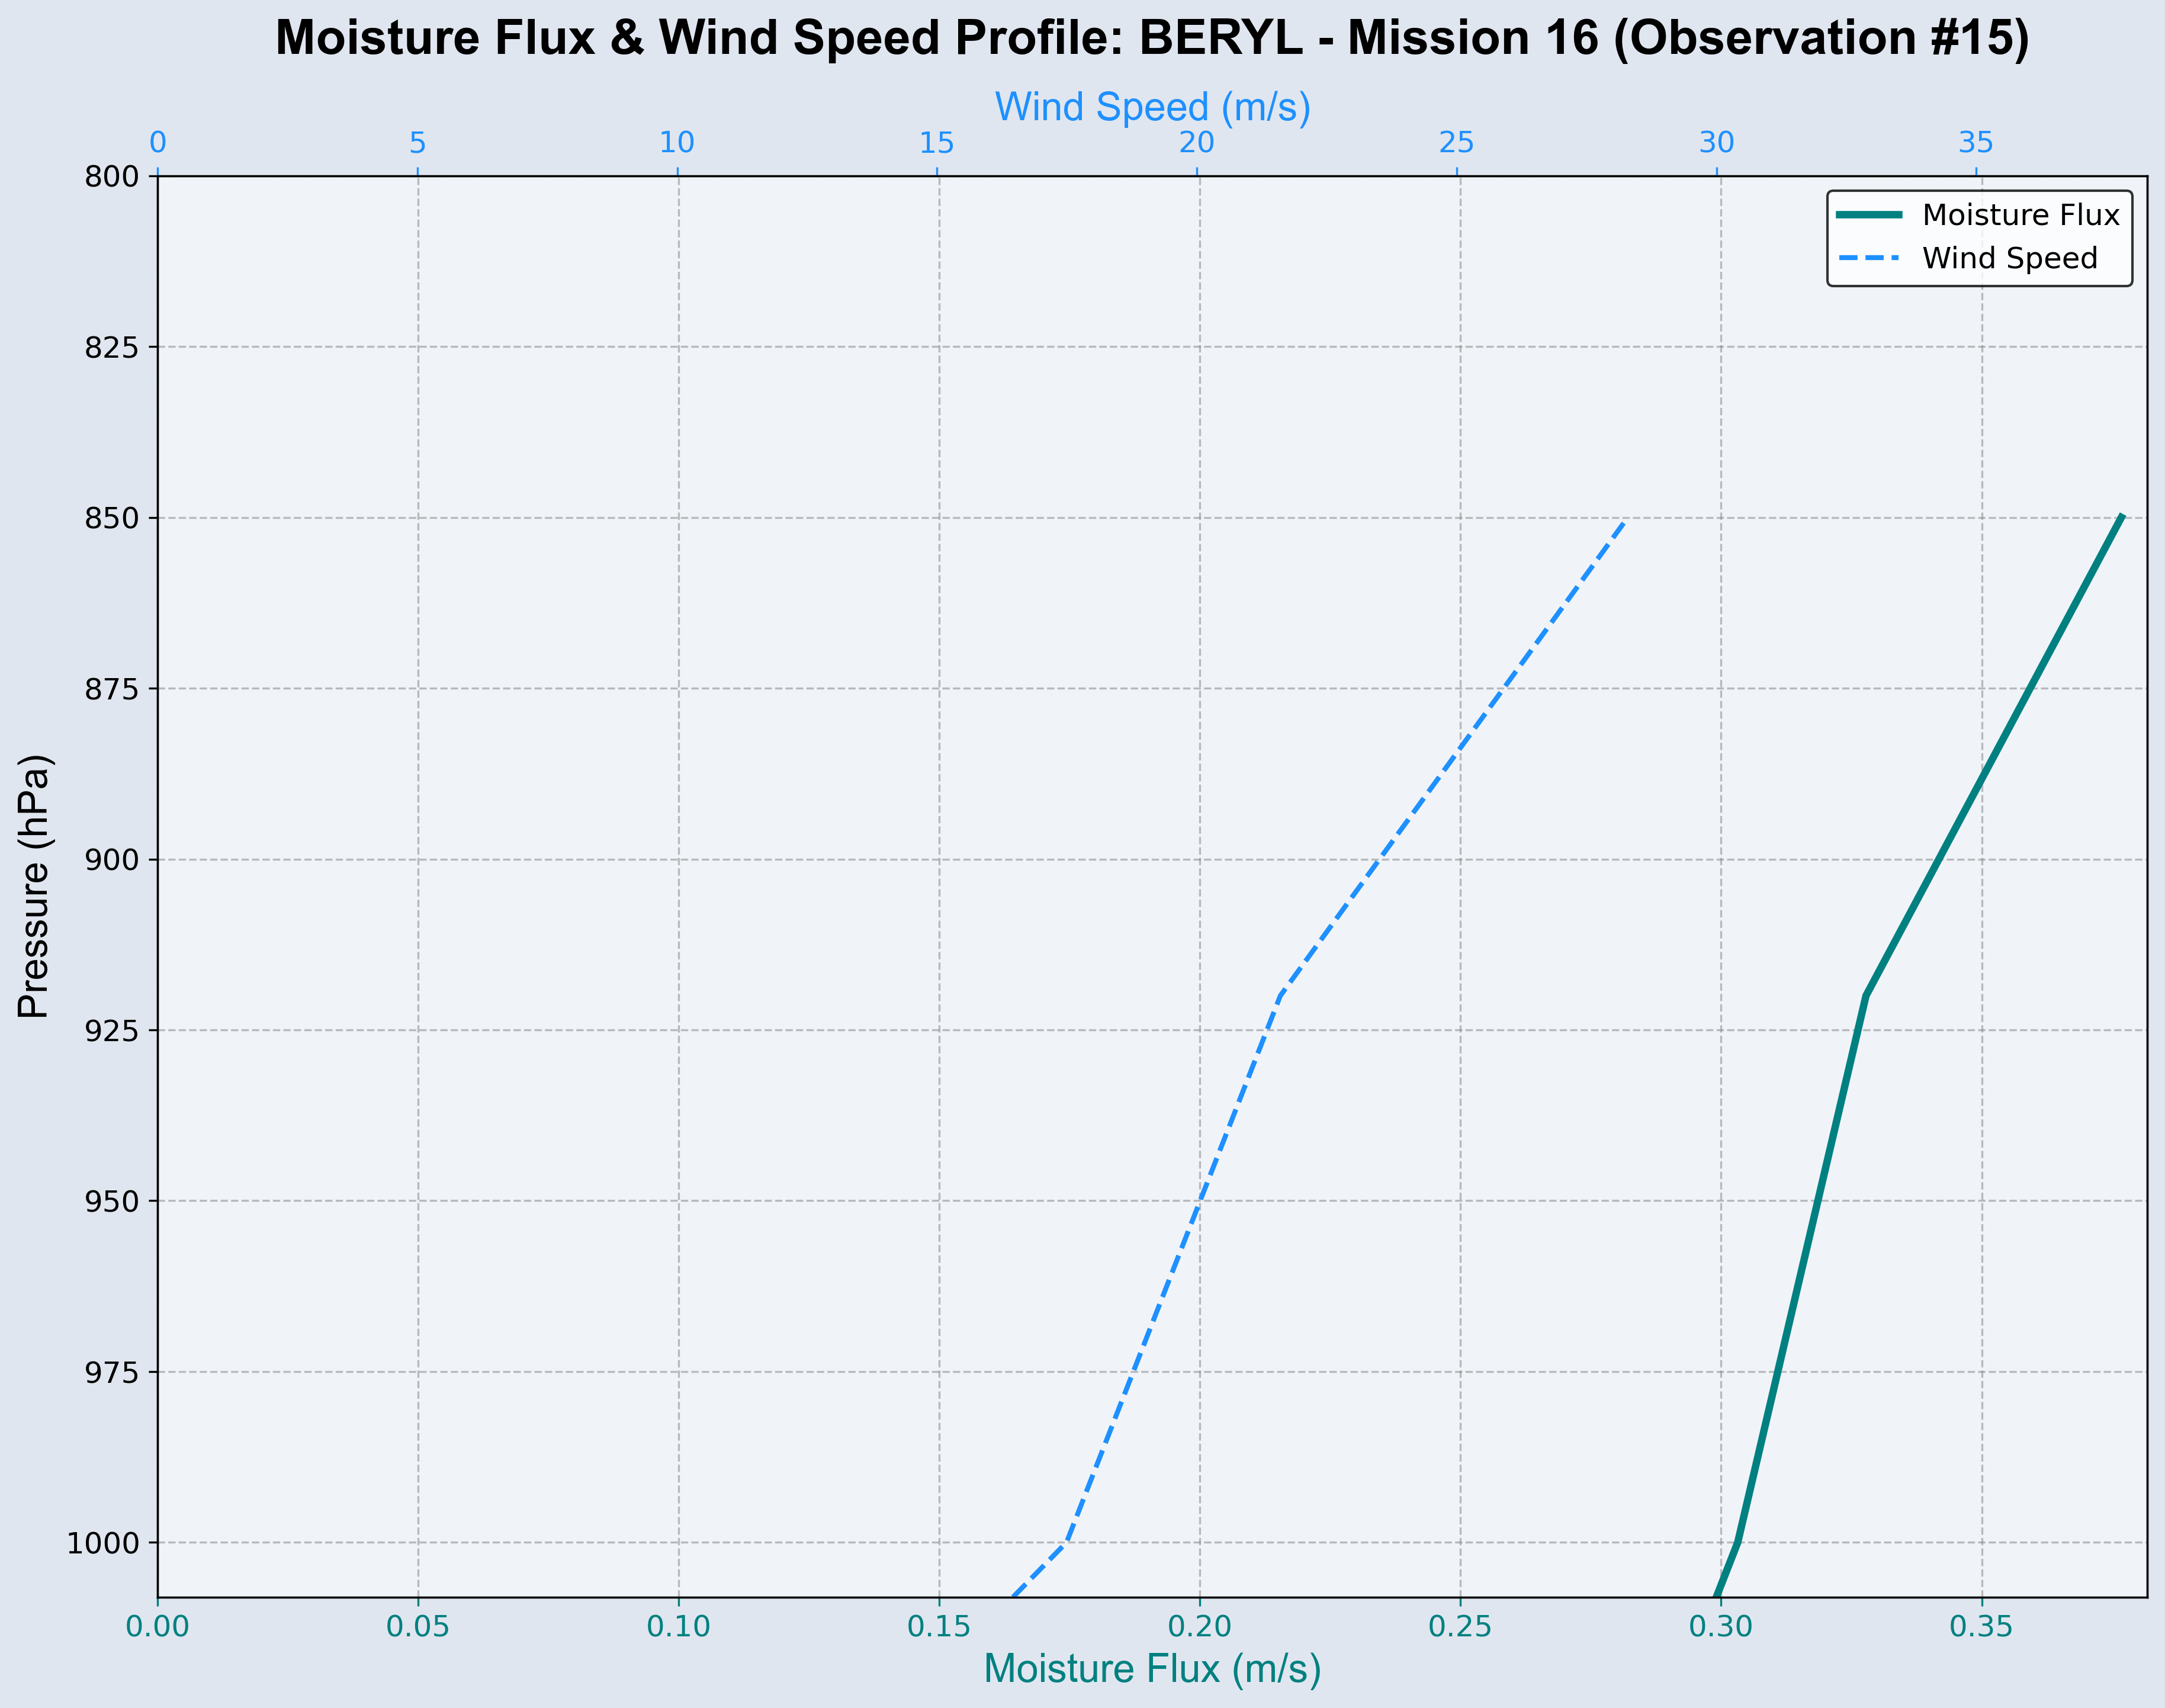 Moisture Flux & Wind Speed Profile: BERYL - Mission 16 (Observation #15)
Wind Speed (m/s)
0 5 10 15 20 25 30 35
Moisture Flux
Wind Speed
Pressure (hPa)
800
825
850
875
900
925
950
975
1000
0.00 0.05 0.10 0.15 0.20 0.25 0.30 0.35
Moisture Flux (m/s)